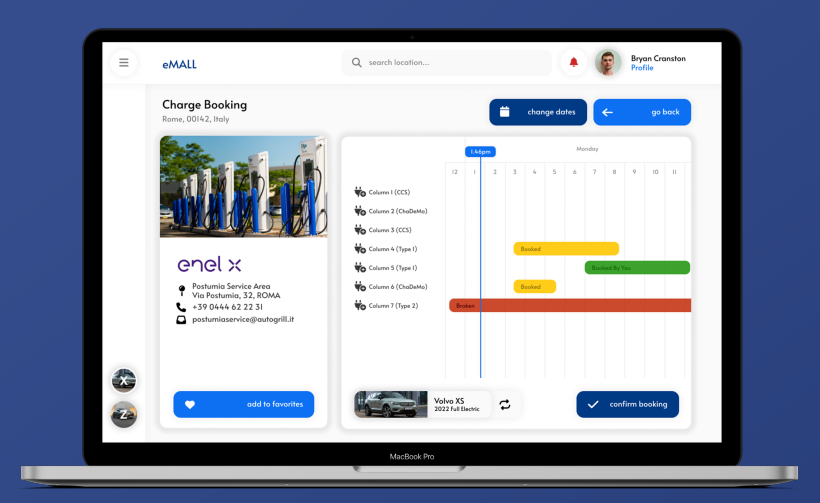 eMALL
search location...
Bryan Cranston
Profile
Charge Booking
Rome, 00142, Italy
change dates
go back
1.46pm
Monday
12 1 2 3 4 5 6 7 8 9 10 11
Column 1 (CCS)
Column 2 (ChaDeMo)
Column 3 (CCS)
Column 4 (Type 1)
Booked
Column 5 (Type 1)
Booked By You
Column 6 (ChaDeMo)
Booked
Column 7 (Type 2)
Broken
enel x
Postumia Service Area
Via Postumia, 32, ROMA
+39 0444 62 22 31
postumiaservice@autogrill.it
X
Z
add to favorites
Volvo XS
2022 Full Electric
confirm booking
MacBook Pro